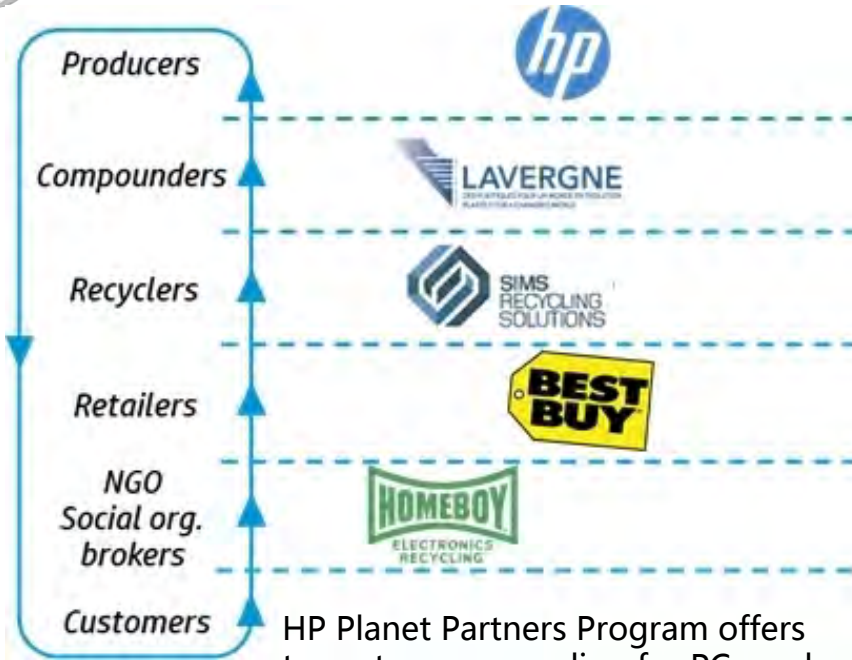 Producers
hp
Compounders
LAVERGNE
Recyclers
SIMS
RECYCLING
SOLUTIONS
Retailers
BEST
BUY
NGO
Social org.
brokers
HOMEBOY
ELECTRONICS
RECYCLING
Customers
HP Planet Partners Program offers